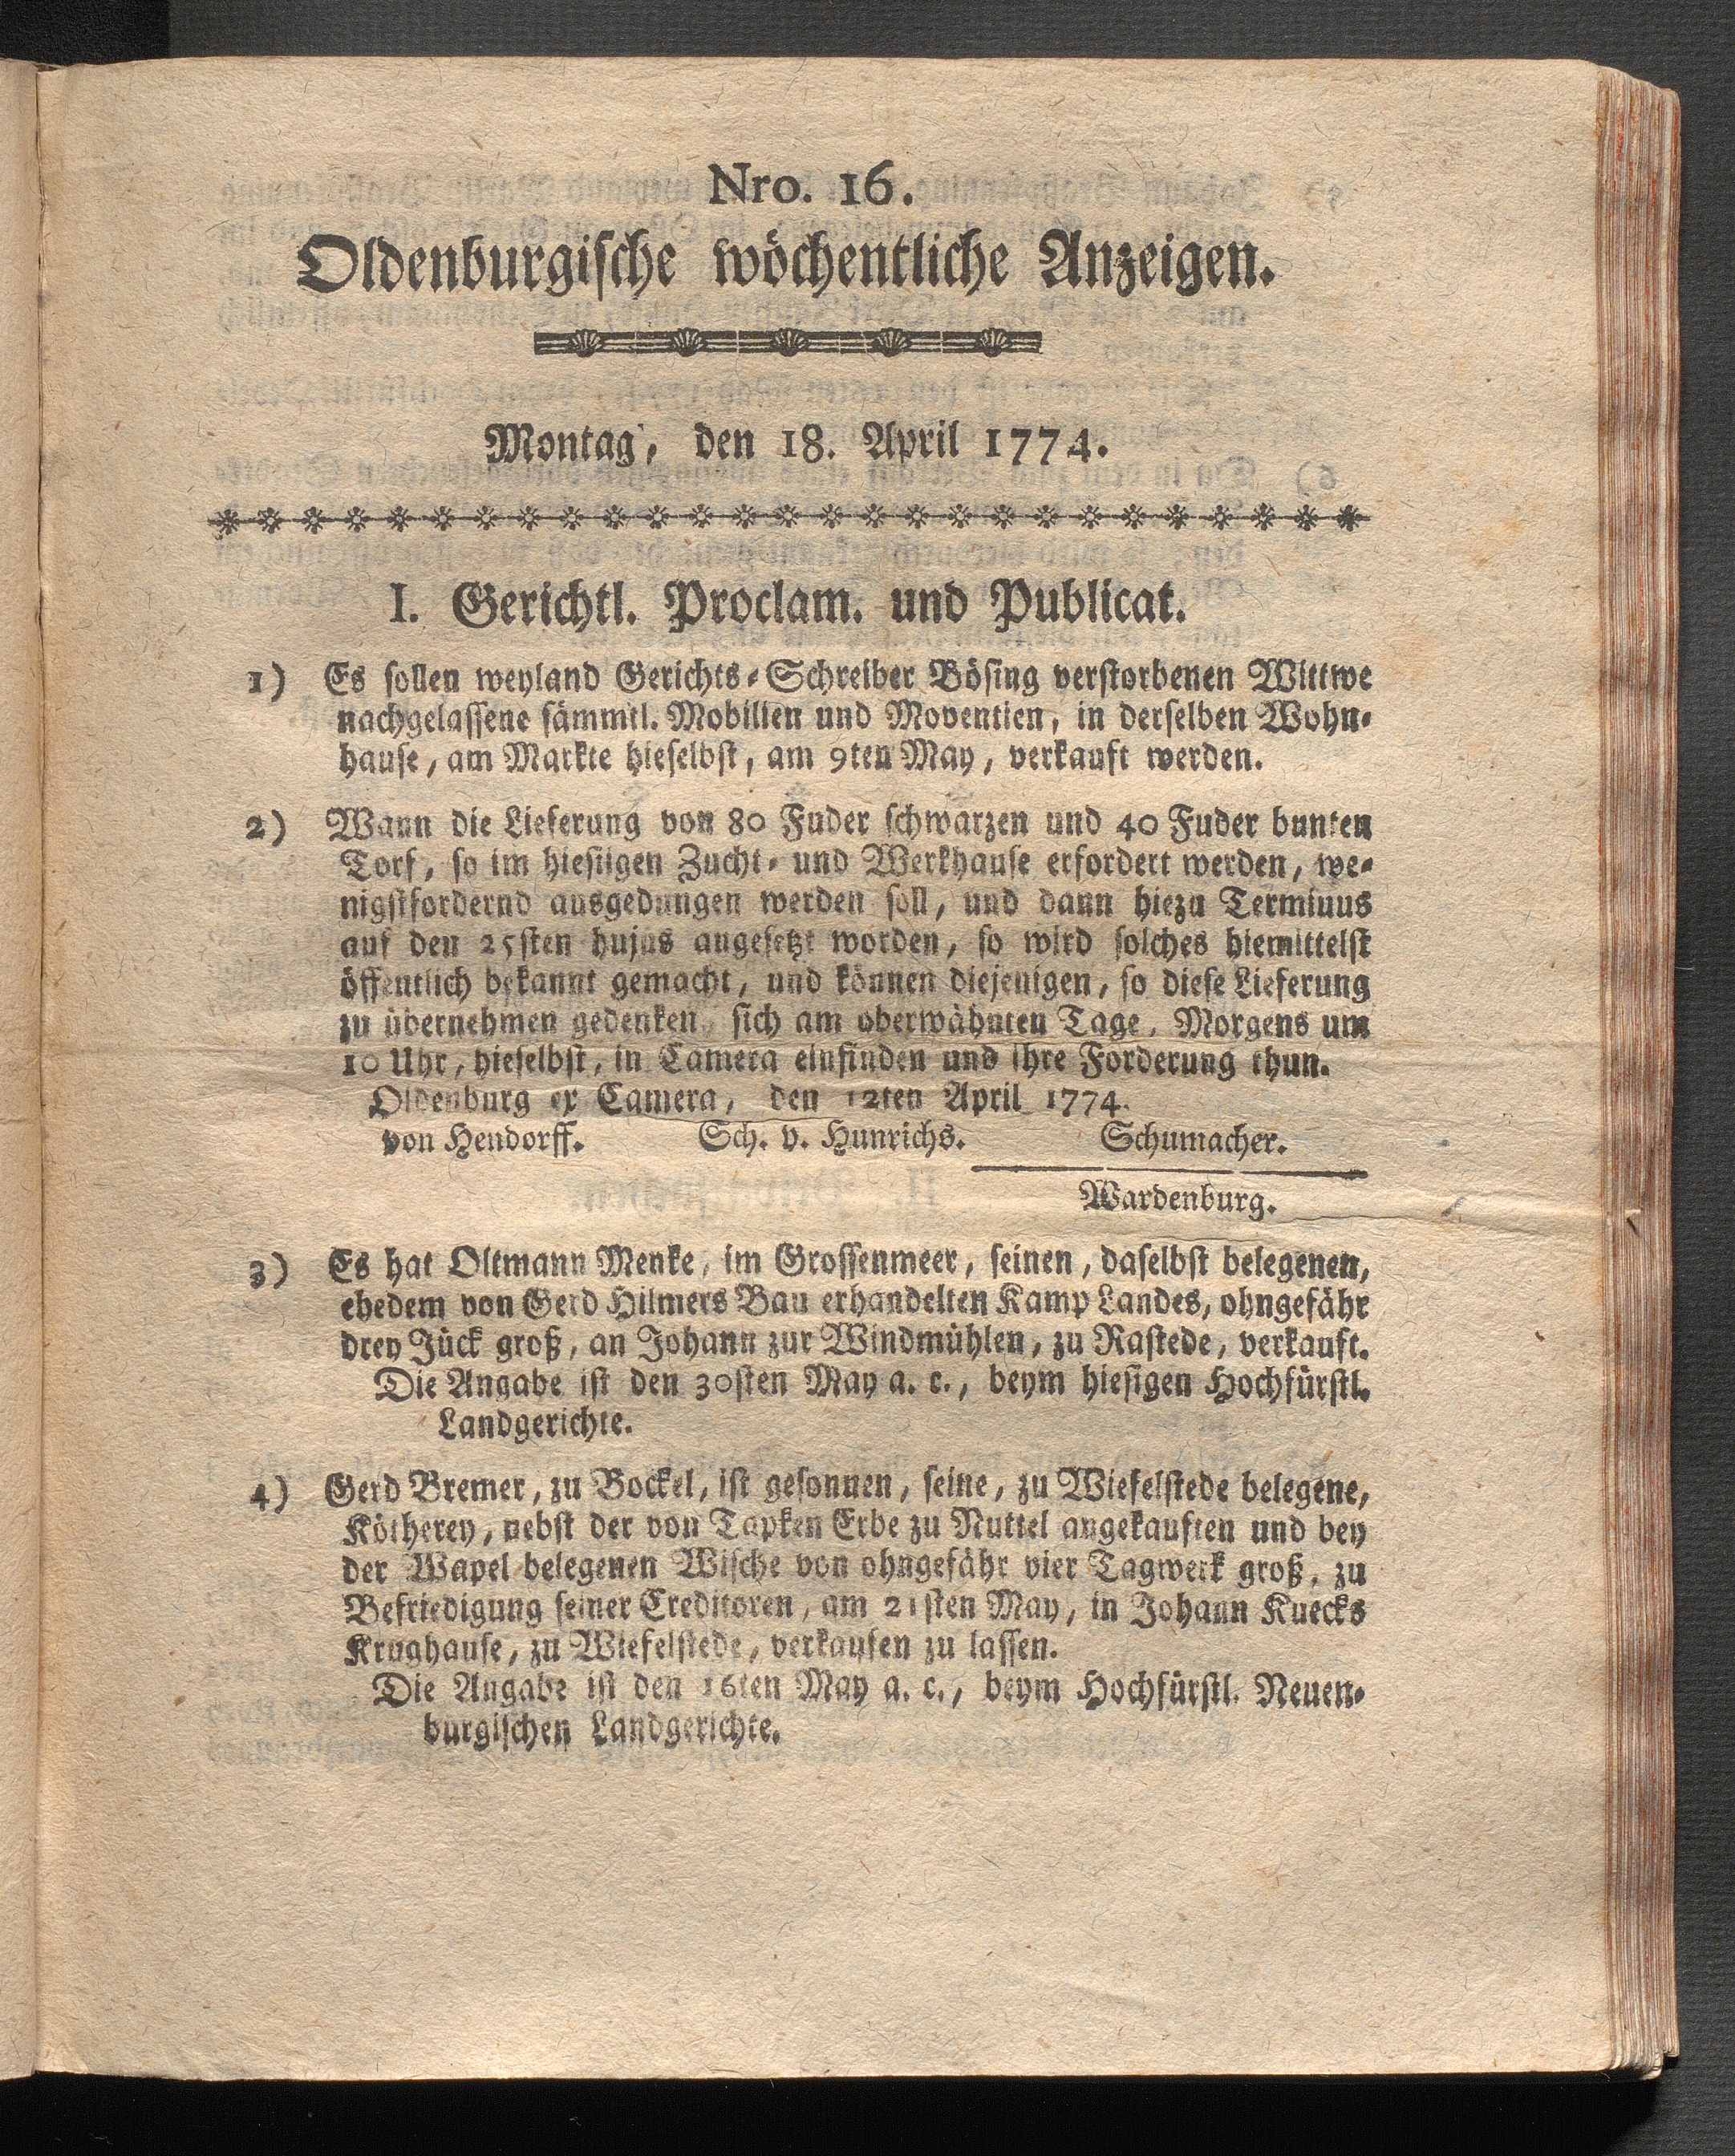 Nro. 16.
Oldenburgische wöchentliche Anzeigen.
Montag, den 18. April 1774.
I. Gerichtl. Proclam. und Publicat.
1) Es sollen weyland Gerichts-Schreiber Bösing verstorbenen Wittwe
nachgelassene sämmtl. Mobilien und Moventien, in derselben Wohn-
hause, am Markte hieselbst, am 9ten May, verkauft werden.
2) Wann die Lieferung von 80 Fuder schwarzen und 40 Fuder bunten
Torf, so im hiesiigen Zucht- und Werkhause erfordert werden, we-
nigstfordernd ausgedungen werden soll, und dann hiezu Terminus
auf den 25sten hujus angesetzt worden, so wird solches hiemittelst
öffentlich bekannt gemacht, und können diejenigen, so diese Lieferung
zu übernehmen gedenken, sich am oberwähnten Tage, Morgens um
10 Uhr, hieselbst, in Camera einfinden und ihre Forderung thun.
Oldenburg ex Camera, den 12ten April 1774.
von Hendorff. Sch. v. Hunrichs. Schumacher.
Wardenburg.
3) Es hat Oltmann Menke, im Grossenmeer, seinen, daselbst belegenen,
ehedem von Gerd Hilmers Bau erhandelten Kamp Landes, ohngefähr
drey Jück groß, an Johann zur Windmühlen, zu Rastede, verkauft.
Die Angabe ist den 30sten May a. c., beym hiesigen Hochfürstl.
Landgerichte.
4) Gerd Bremer, zu Bockel, ist gesonnen, seine, zu Wiefelstede belegene,
Kötherey, nebst der von Tapken Erbe zu Nuttel angekauften und bey
der Wapel belegenen Wische von ohngefähr vier Tagwerk groß, zu
Befriedigung seiner Creditoren, am 21sten May, in Johann Kuecks
Krughause, zu Wiefelstede, verkaufen zu lassen.
Die Angabe ist den 16ten May a. c., beym Hochfürstl. Neuen-
burgischen Landgerichte.